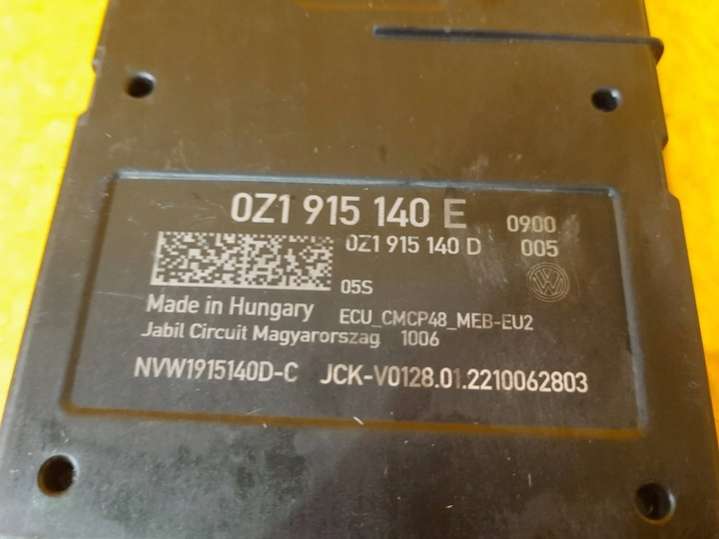 0Z1 915 140 E 0900
0Z1 915 140 D 005
05S
Made in Hungary ECU_CMCP48_MEB-EU2
Jabil Circuit Magyarorszag 1006
NVW1915140D-C JCK-V0128.01.2210062803